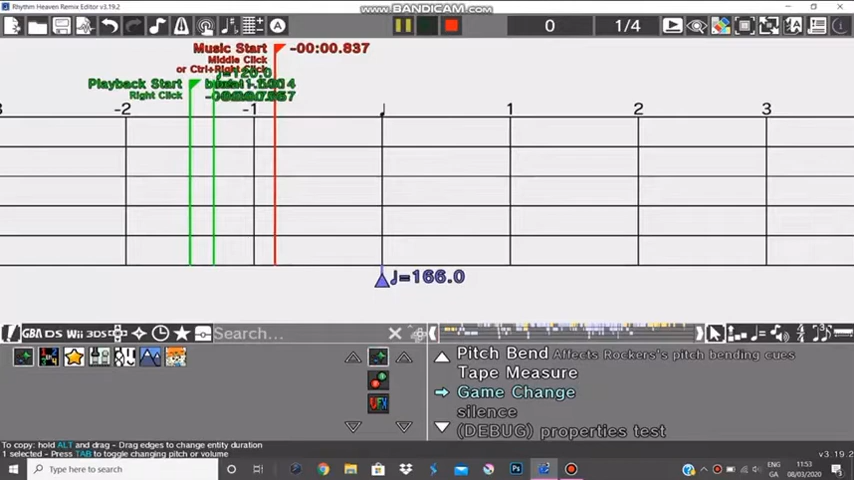 Rhythm Heaven Remix Editor v3.19.2
www.BANDICAM.com
A
0
1/4
Music Start
-00:00.837
Middle Click
or Ctrl+Right Click
Playback Start
Right Click
-2
-1
1
2
3
=166.0
GBA DS Wii 3DS
Search...
Pitch Bend Affects Rockers's pitch bending cues
Tape Measure
VFX
Game Change
silence
(DEBUG) properties test
To copy: hold ALT and drag - Drag edges to change entity duration
1 selected - Press TAB to toggle changing pitch or volume
v3.19.2
Type here to search
Ps
ENG
GA
11:53
08/03/2020